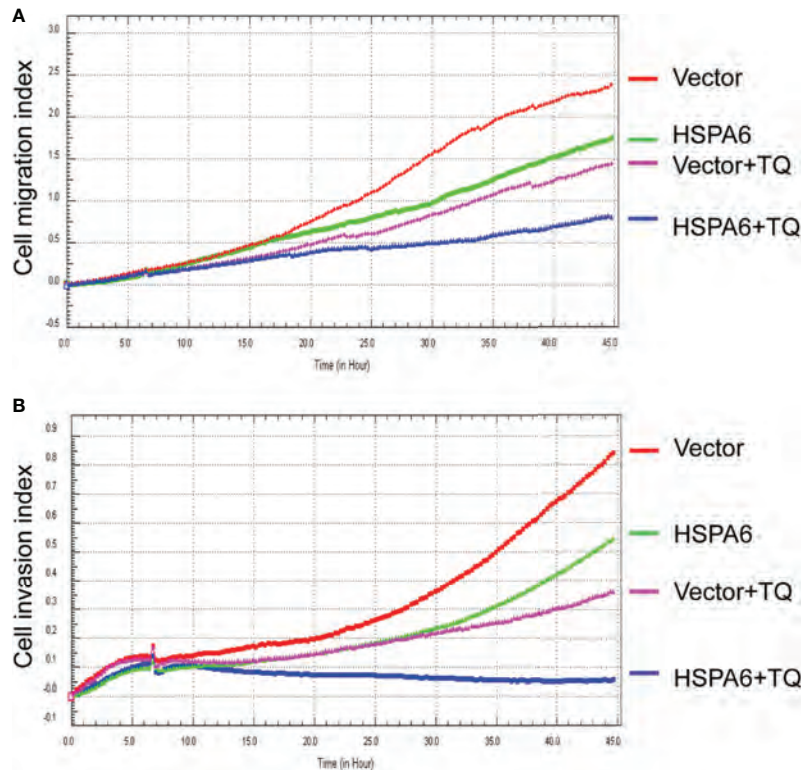 A
Cell migration index
3.0
2.5
2.0
1.5
1.0
0.5
0.0
-0.5
0.0 5.0 10.0 15.0 20.0 25.0 30.0 35.0 40.0 45.0
Time (in Hour)
Vector
HSPA6
Vector+TQ
HSPA6+TQ
B
Cell invasion index
0.9
0.8
0.7
0.6
0.5
0.4
0.3
0.2
0.1
-0.0
-0.1
0.0 5.0 10.0 15.0 20.0 25.0 30.0 35.0 40.0 45.0
Time (in Hour)
Vector
HSPA6
Vector+TQ
HSPA6+TQ